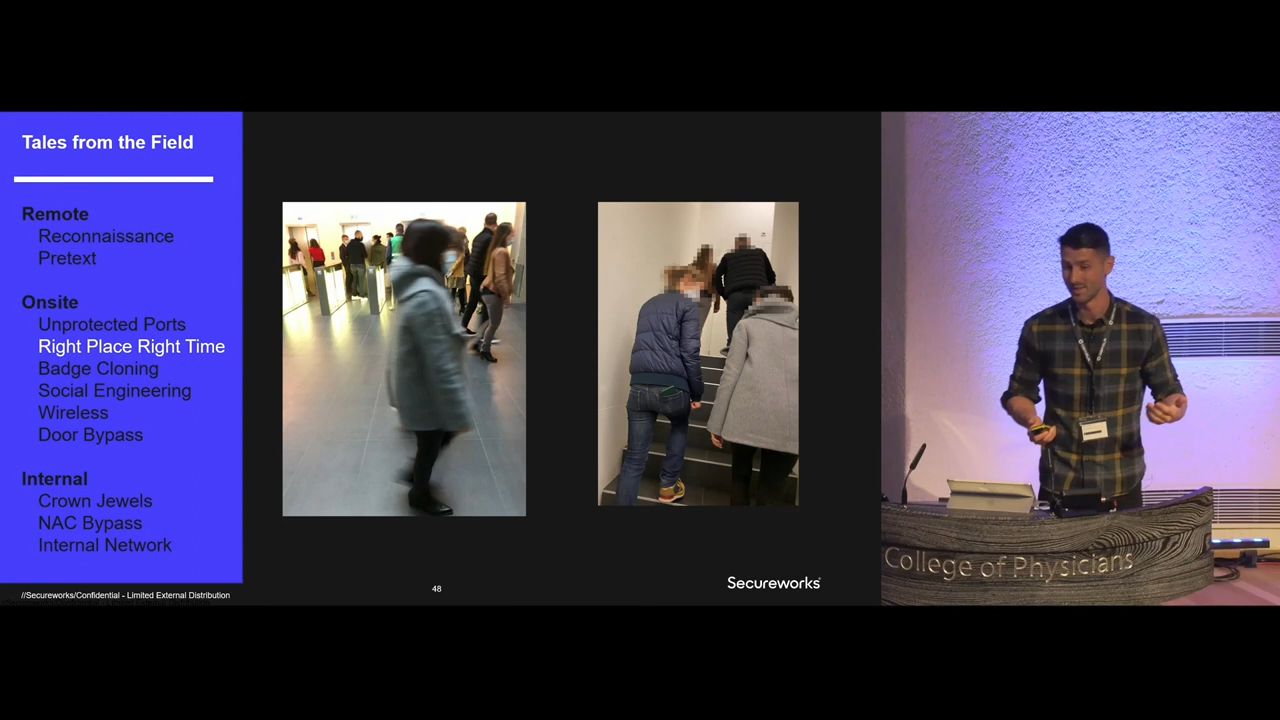 Tales from the Field
Remote
Reconnaissance
Pretext
Onsite
Unprotected Ports
Right Place Right Time
Badge Cloning
Social Engineering
Wireless
Door Bypass
Internal
Crown Jewels
NAC Bypass
Internal Network
//Secureworks/Confidential - Limited External Distribution
48
Secureworks
College of Physicians